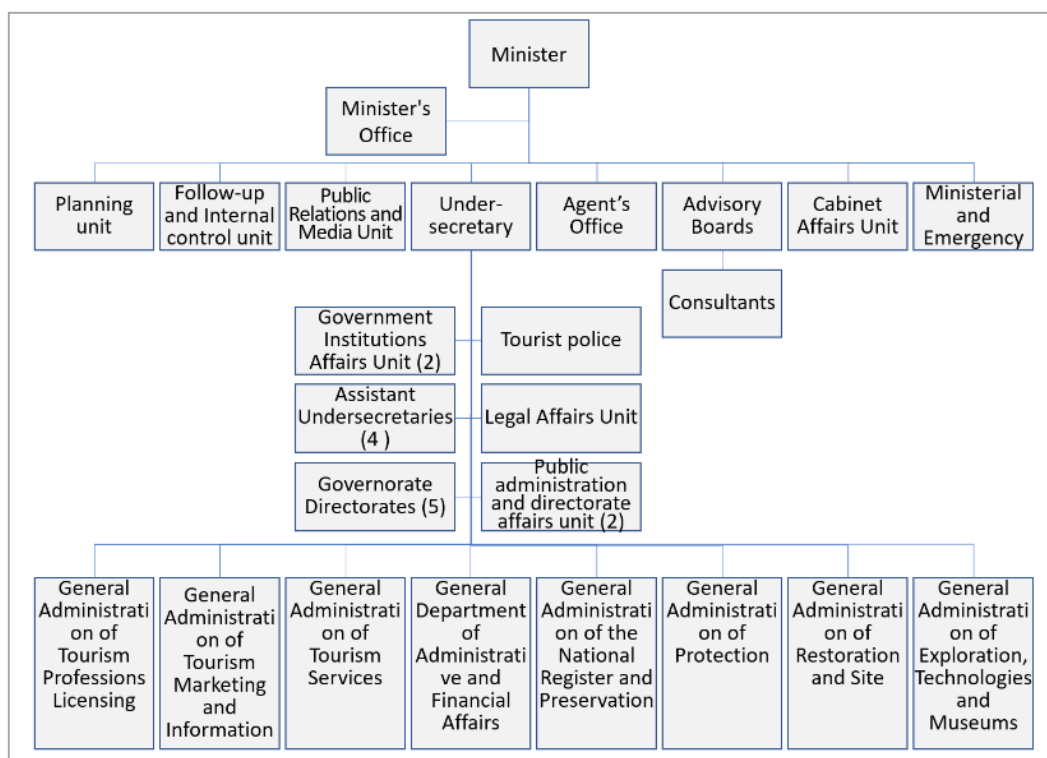 Minister
Minister's
Office
Planning
unit
Follow-up
and Internal
control unit
Public
Relations and
Media Unit
Under-
secretary
Agent's
Office
Advisory
Boards
Cabinet
Affairs Unit
Ministerial
and
Emergency
Consultants
Government
Institutions
Affairs Unit (2)
Tourist police
Assistant
Undersecretaries
(4 )
Legal Affairs Unit
Governorate
Directorates (5)
Public
administration
and directorate
affairs unit (2)
General
Administrati
on of
Tourism
Professions
Licensing
General
Administrati
on of
Tourism
Marketing
and
Information
General
Administrati
on of
Tourism
Services
General
Department
of
Administrati
ve and
Financial
Affairs
General
Administrati
on of the
National
Register and
Preservation
General
Administrati
on of
Protection
General
Administrati
on of
Restoration
and Site
General
Administrati
on of
Exploration,
Technologies
and
Museums